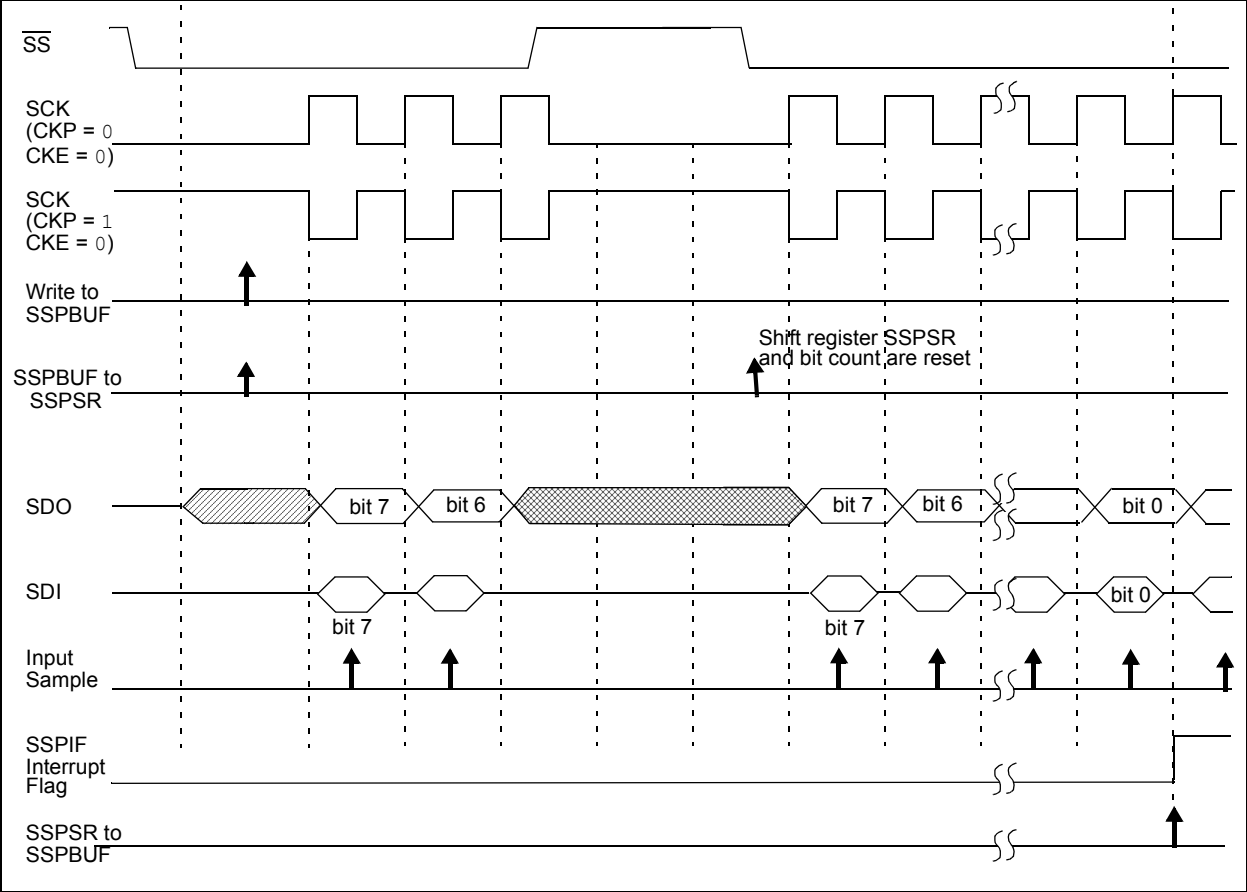 SS
SCK
(CKP = 0
CKE = 0)
SCK
(CKP = 1
CKE = 0)
Write to
SSPBUF
Shift register SSPSR
and bit count are reset
SSPBUF to
SSPSR
SDO
bit 7
bit 6
bit 7
bit 6
bit 0
SDI
bit 0
bit 7
bit 7
Input
Sample
SSPIF
Interrupt
Flag
SSPSR to
SSPBUF